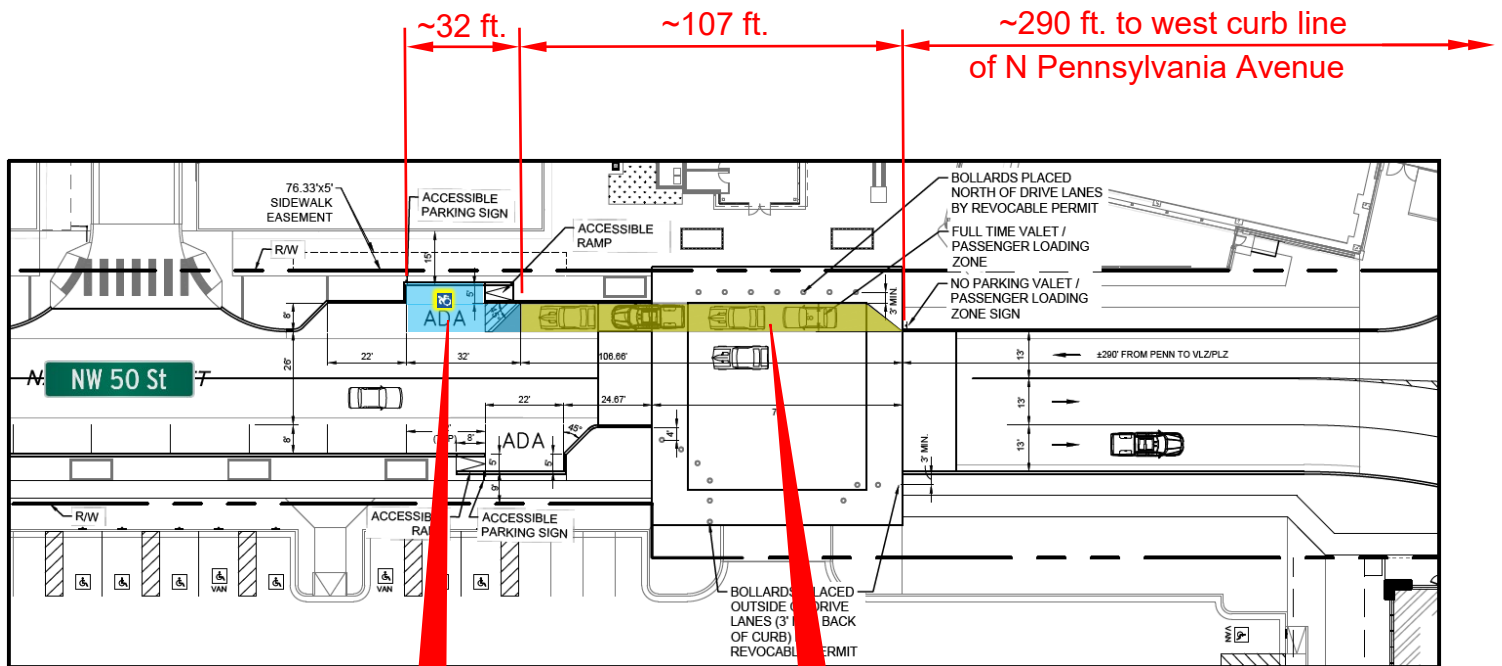 ~32 ft.
~107 ft.
~290 ft. to west curb line
of N Pennsylvania Avenue
76.33'x5'
SIDEWALK
EASEMENT
ACCESSIBLE
PARKING SIGN
ACCESSIBLE
RAMP
BOLLARDS PLACED
NORTH OF DRIVE LANES
BY REVOCABLE PERMIT
FULL TIME VALET /
PASSENGER LOADING
ZONE
NO PARKING VALET /
PASSENGER LOADING
ZONE SIGN
R/W
15'
5'
3' MIN.
8'
ADA
22'
32'
106.66'
±290' FROM PENN TO VLZ/PLZ
26'
13'
NW 50 St
22'
24.67'
13'
8'
8'
ADA
45°
4'
5'
5'
9'
3' MIN.
13'
R/W
ACCESSIBLE
PARKING SIGN
VAN
VAN
BOLLARDS
OUTSIDE
LANES (3' BACK
OF CURB)
REVOCABLE
VAN